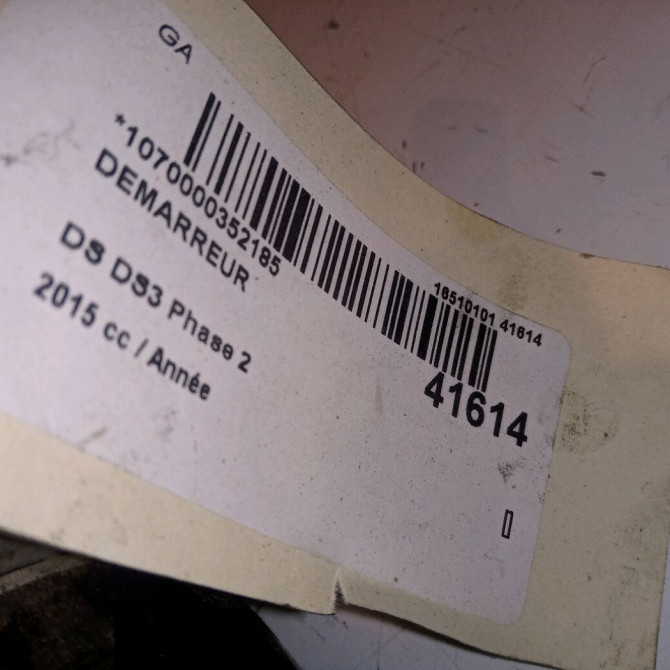 GA
*1070000352185
DEMARREUR
16510101 41614
41614
DS DS3 Phase 2
2015 cc / Année